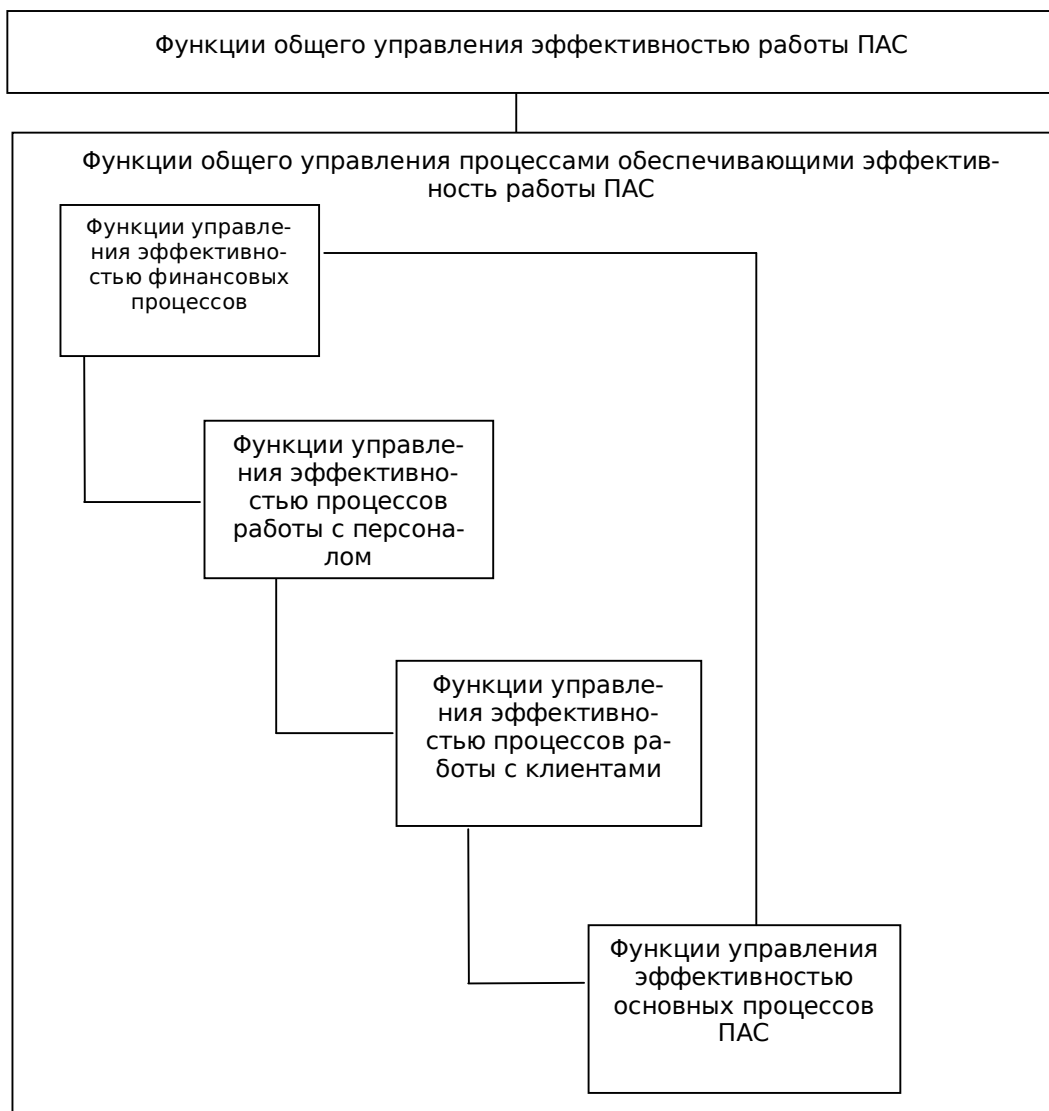 Функции общего управления эффективностью работы ПАС
Функции общего управления процессами обеспечивающими эффектив-
ность работы ПАС
Функции управле-
ния эффективно-
стью финансовых
процессов
Функции управле-
ния эффективно-
стью процессов
работы с персона-
лом
Функции управле-
ния эффективно-
стью процессов ра-
боты с клиентами
Функции управления
эффективностью
основных процессов
ПАС